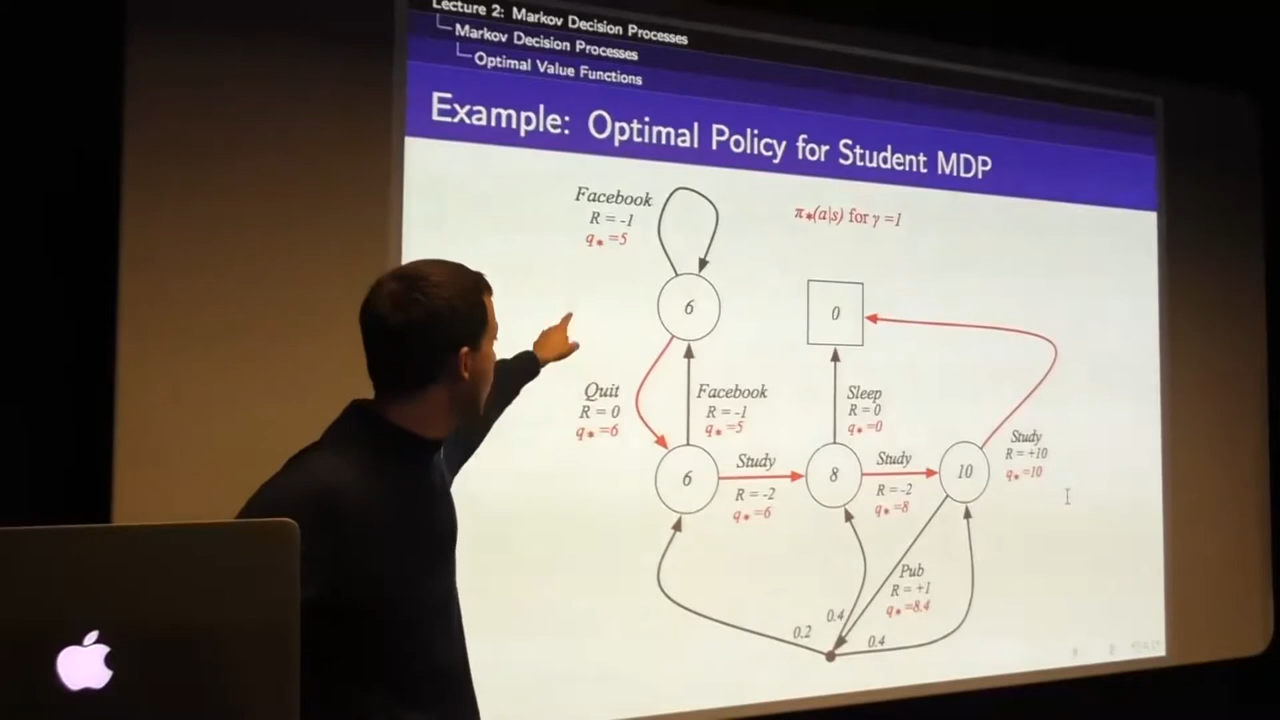 Lecture 2: Markov Decision Processes
Markov Decision Processes
Optimal Value Functions
Example: Optimal Policy for Student MDP
Facebook
R = -1
q* =5
π*(a|s) for γ =1
6
0
Quit
R = 0
q* =6
Facebook
R = -1
q* =5
Sleep
R = 0
q* =0
Study
R = +10
q* =10
6
Study
R = -2
q* =6
8
Study
R = -2
q* =8
10
Pub
R = +1
q* =8.4
0.2
0.4
0.4